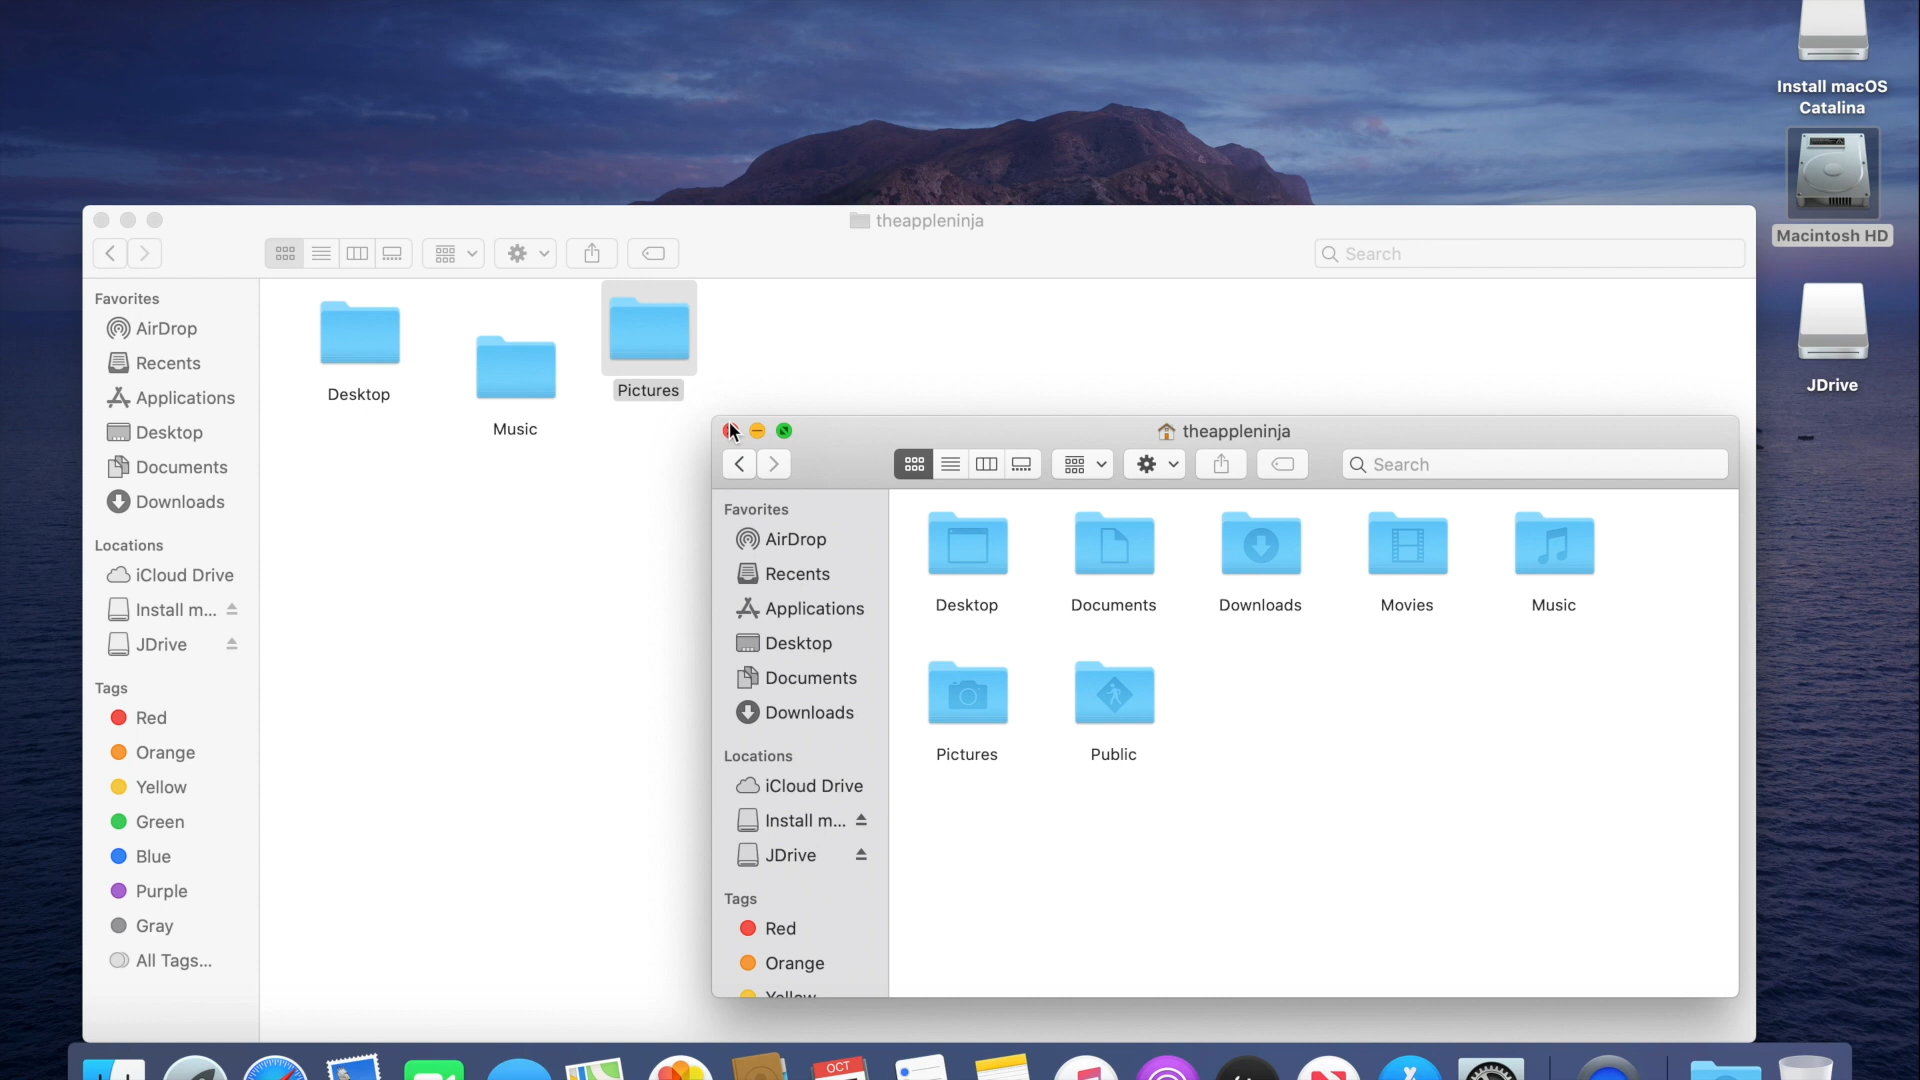 Install macOS
Catalina
Macintosh HD
JDrive
theappleninja
Search
Favorites
AirDrop
Recents
Applications
Desktop
Documents
Downloads
Locations
iCloud Drive
Install m...
JDrive
Tags
Red
Orange
Yellow
Green
Blue
Purple
Gray
All Tags...
Desktop
Music
Pictures
theappleninja
Search
Favorites
AirDrop
Recents
Applications
Desktop
Documents
Downloads
Locations
iCloud Drive
Install m...
JDrive
Tags
Red
Orange
Yellow
Desktop
Documents
Downloads
Movies
Music
Pictures
Public
OCT